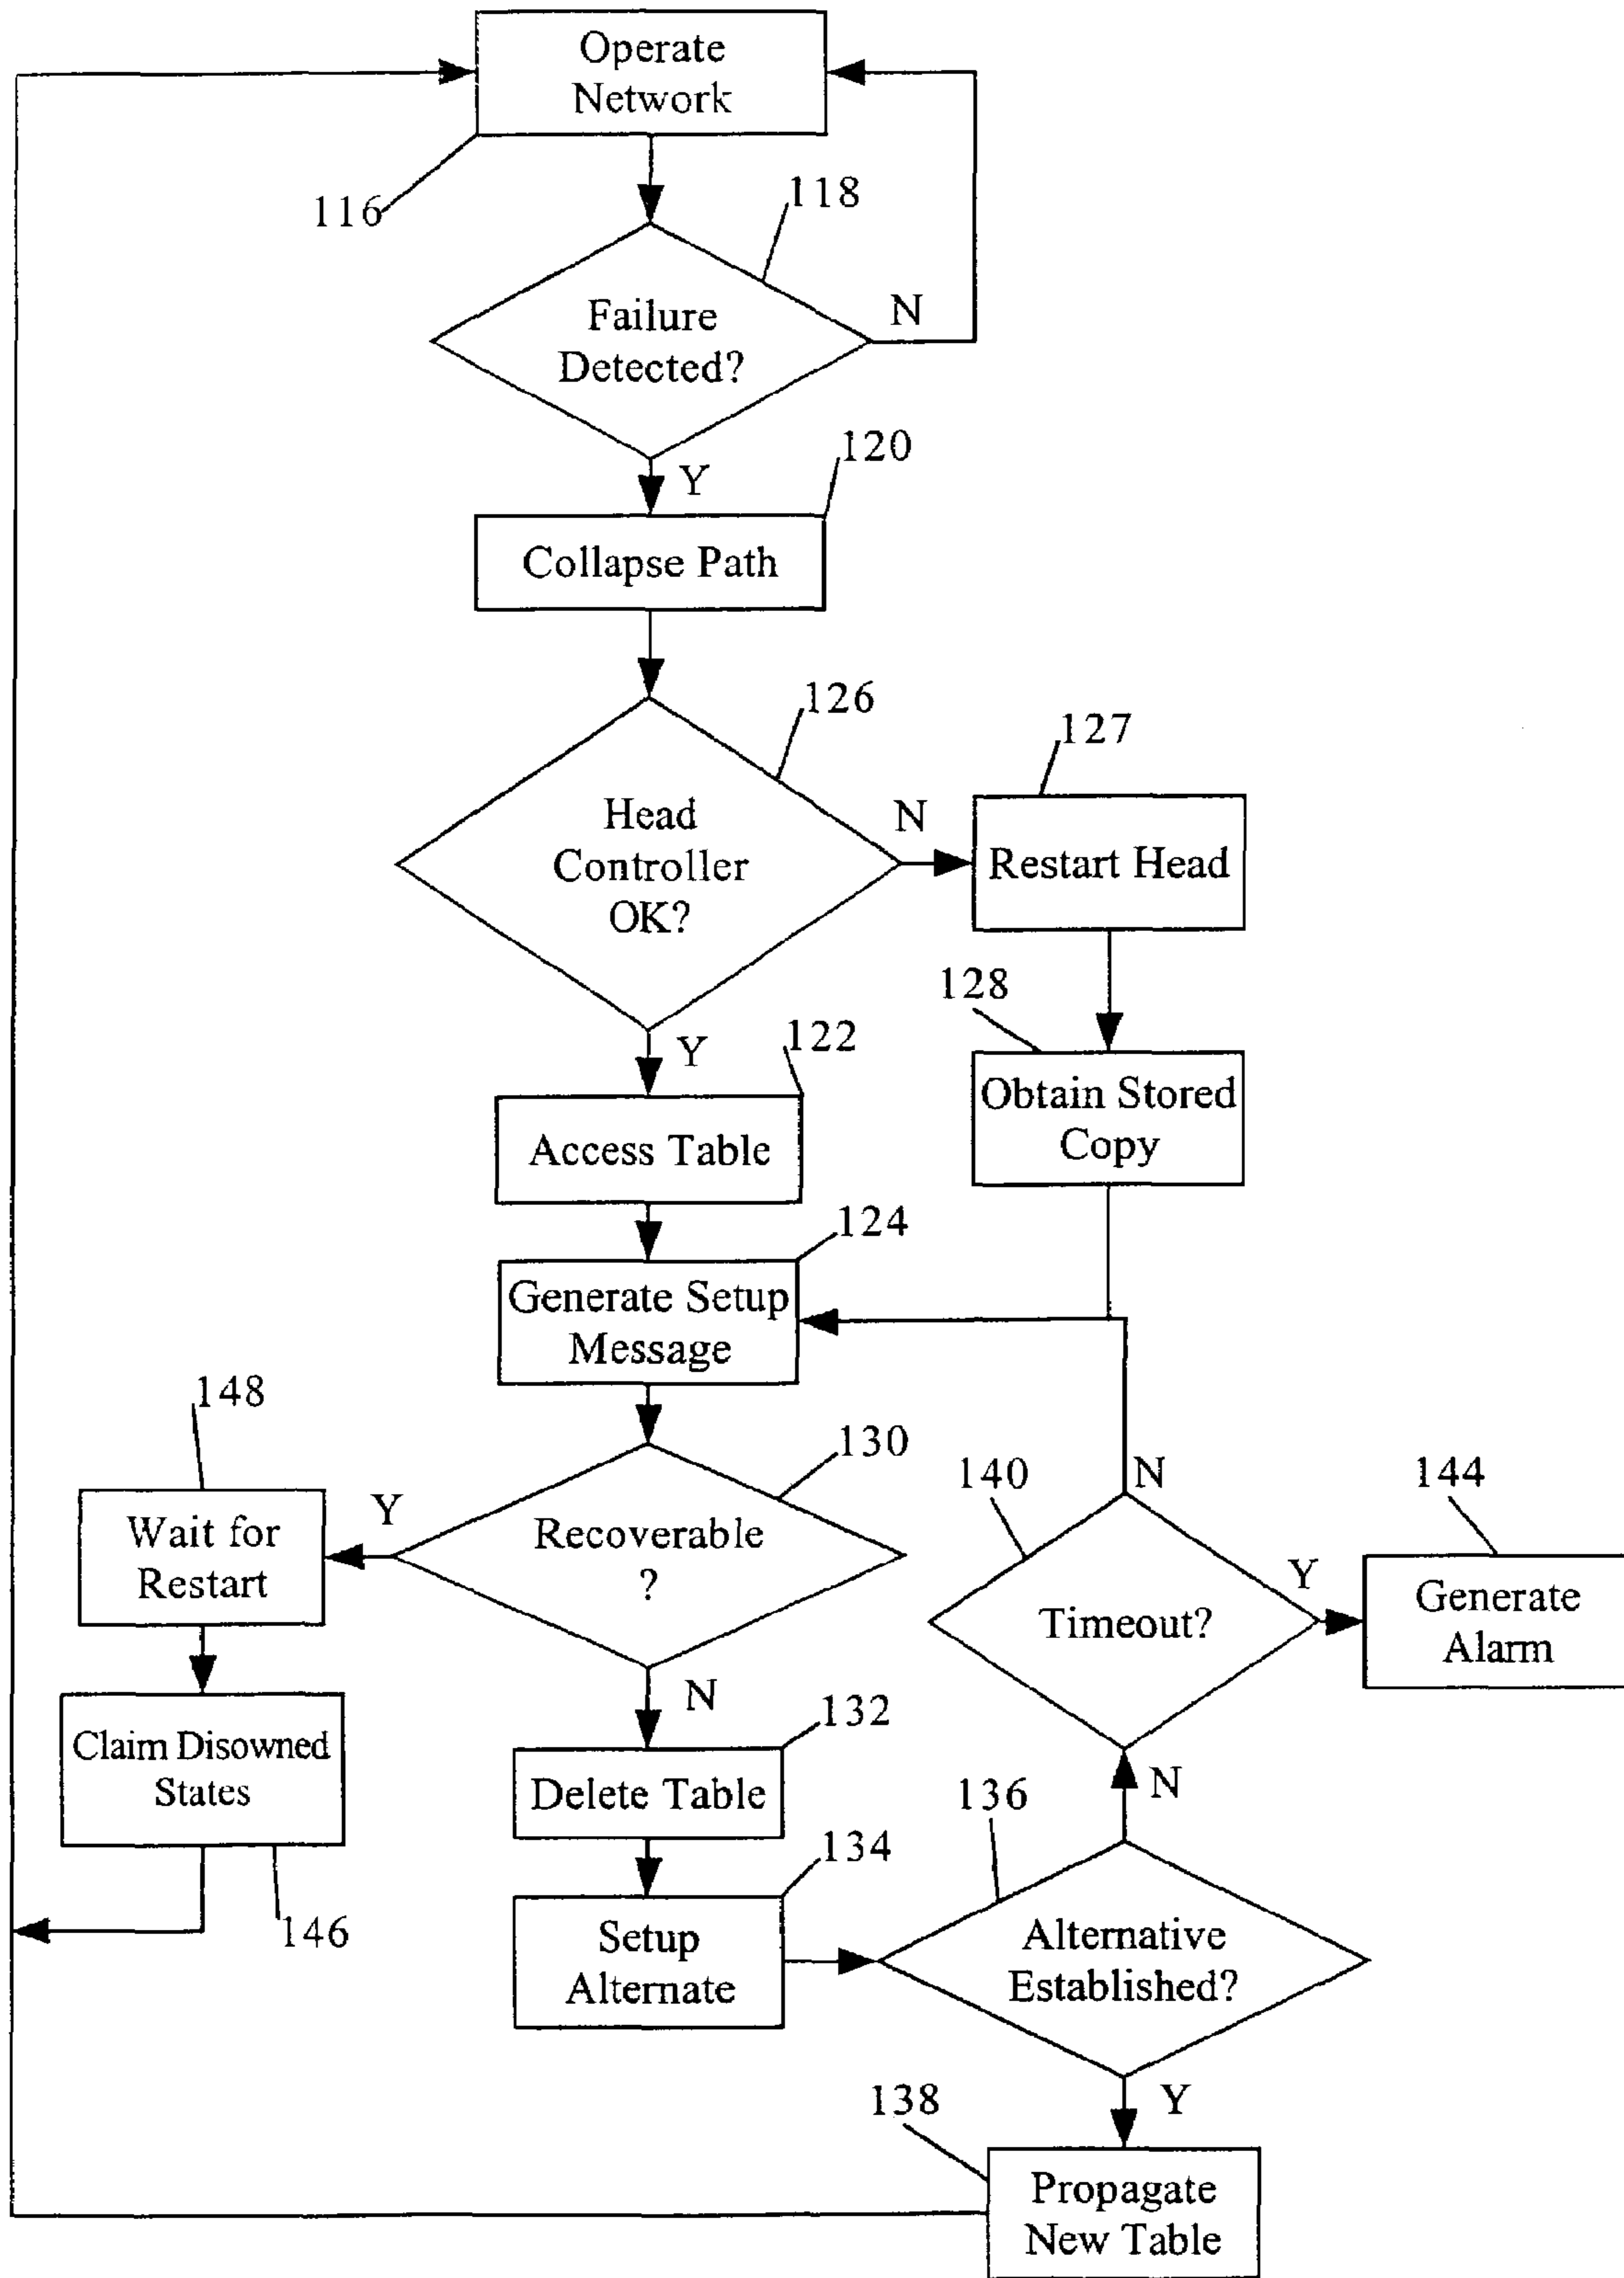 Operate
Network
116
118
Failure
Detected?
N
Y
120
Collapse Path
126
Head
Controller
OK?
N
127
Restart Head
Y
122
128
Obtain Stored
Copy
Access Table
124
Generate Setup
Message
148
130
Wait for
Restart
Y
Recoverable
?
140
N
144
Timeout?
Y
Generate
Alarm
N
Claim Disowned
States
146
132
Delete Table
134
Setup
Alternate
136
N
Alternative
Established?
Y
138
Propagate
New Table